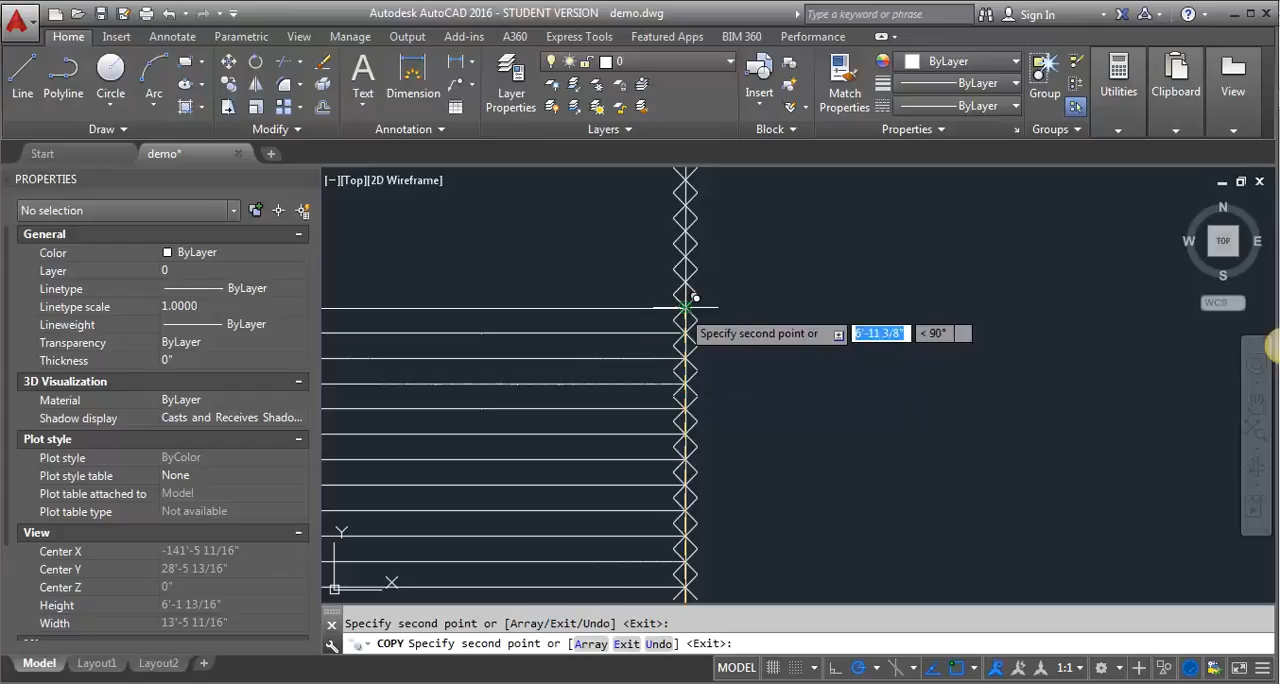 Autodesk AutoCAD 2016 - STUDENT VERSION demo.dwg
Type a keyword or phrase
Sign In
Home Insert Annotate Parametric View Manage Output Add-ins A360 Express Tools Featured Apps BIM 360 Performance
Line Polyline Circle Arc
Text Dimension
Layer Properties
0
Insert
Match Properties
ByLayer
ByLayer
ByLayer
Group
Utilities
Clipboard
View
Draw Modify Annotation Layers Block Properties Groups
Start demo*
PROPERTIES
[−][Top][2D Wireframe]
No selection
General
Color ByLayer
Layer 0
Linetype ByLayer
Linetype scale 1.0000
Lineweight ByLayer
Transparency ByLayer
Thickness 0"
3D Visualization
Material ByLayer
Shadow display Casts and Receives Shado...
Plot style
Plot style ByColor
Plot style table None
Plot table attached to Model
Plot table type Not available
View
Center X -141'-5 11/16"
Center Y 28'-5 13/16"
Center Z 0"
Height 6'-1 13/16"
Width 13'-5 11/16"
N
W TOP E
S
WCS
Specify second point or 6'-11 3/8" < 90°
Y
X
Specify second point or [Array/Exit/Undo] <Exit>:
COPY Specify second point or [Array Exit Undo] <Exit>:
Model Layout1 Layout2 +
MODEL 1:1